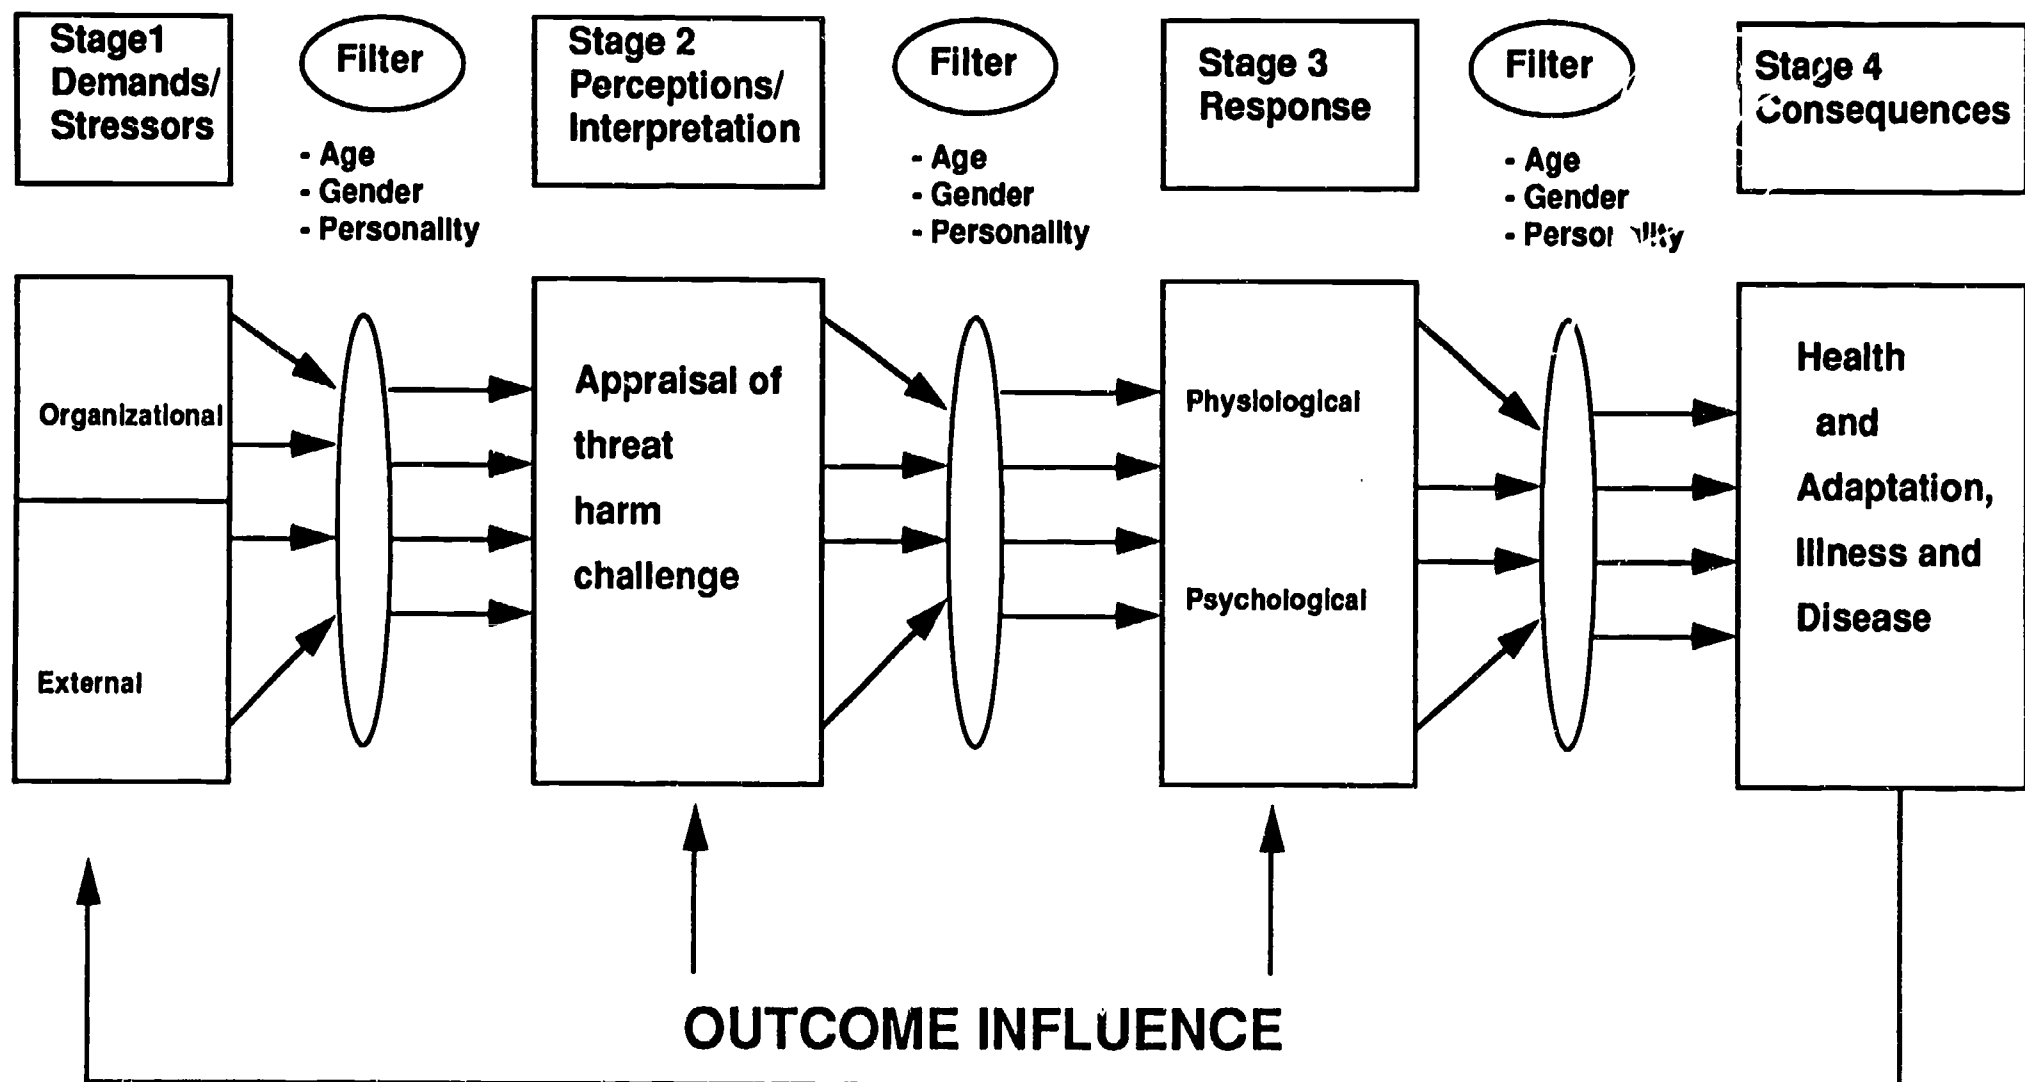 Stage1
Demands/
Stressors
Filter
- Age
- Gender
- Personality
Stage 2
Perceptions/
Interpretation
Filter
- Age
- Gender
- Personality
Stage 3
Response
Filter
- Age
- Gender
-
Stage 4
Consequences
Organizational
External
Appraisal of
threat
harm
challenge
Physiological
Psychological
Health
and
Adaptation,
Illness and
Disease
OUTCOME INFLUENCE